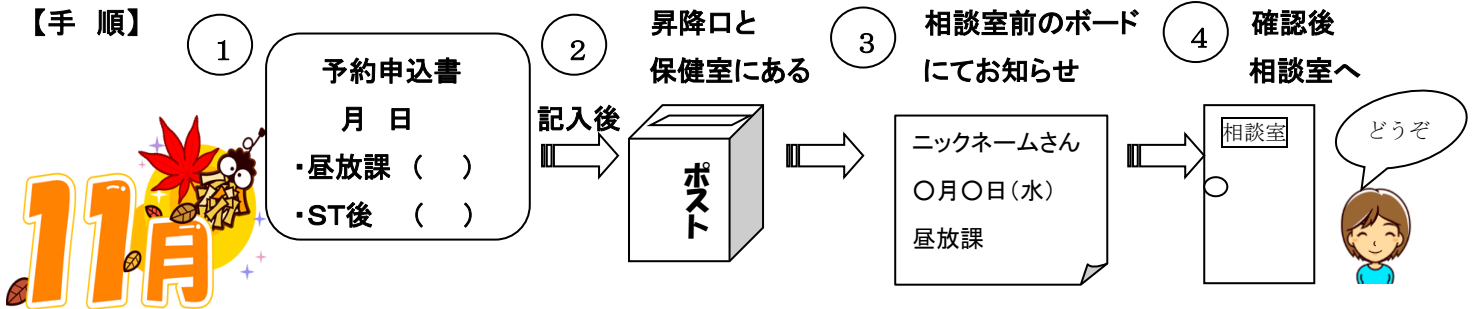 【手 順】
1
予約申込書
月 日
・昼放課 （ ）
・ST後 （ ）
記入後
2
昇降口と
保健室にある
ポスト
3
相談室前のボード
にてお知らせ
ニックネームさん
〇月〇日（水）
昼放課
4
確認後
相談室へ
相談室
どうぞ
11月